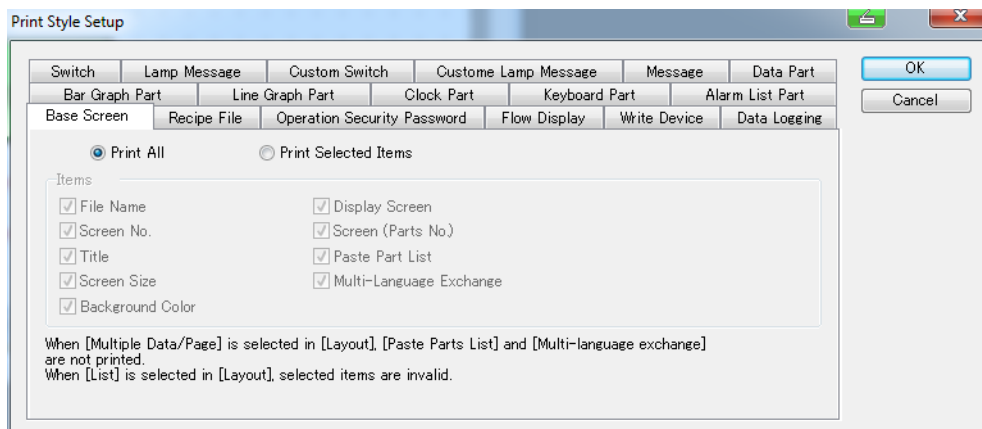 Print Style Setup
Switch Lamp Message Custom Switch Custome Lamp Message Message Data Part OK
Bar Graph Part Line Graph Part Clock Part Keyboard Part Alarm List Part Cancel
Base Screen Recipe File Operation Security Password Flow Display Write Device Data Logging
Print All Print Selected Items
Items
File Name Display Screen
Screen No. Screen (Parts No.)
Title Paste Part List
Screen Size Multi-Language Exchange
Background Color
When [Multiple Data/Page] is selected in [Layout], [Paste Parts List] and [Multi-language exchange]
are not printed.
When [List] is selected in [Layout], selected items are invalid.